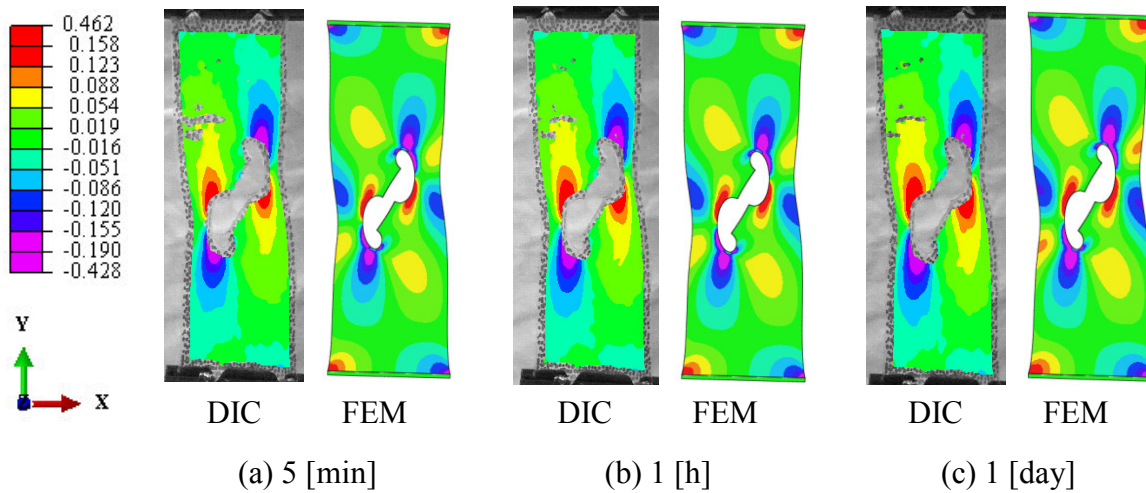 0.462
0.158
0.123
0.088
0.054
0.019
-0.016
-0.051
-0.086
-0.120
-0.155
-0.190
-0.428
Y
Z
X
DIC FEM DIC FEM DIC FEM
(a) 5 [min] (b) 1 [h] (c) 1 [day]